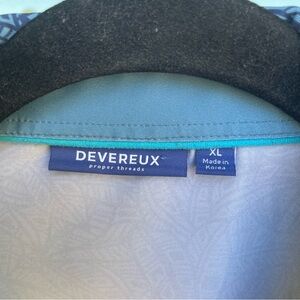 DEVEREUX
proper threads
XL
Made in
Korea